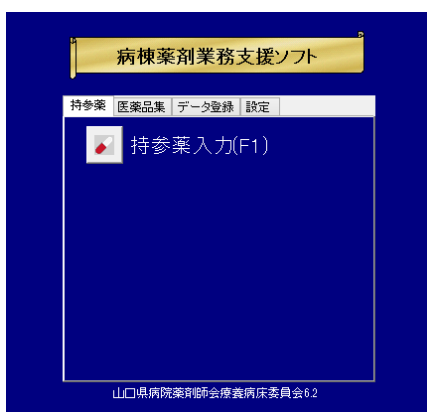 病棟薬剤業務支援ソフト
持参薬 医薬品集 データ登録 設定
持参薬入力(F1)
山口県病院薬剤師会療養病床委員会6.2